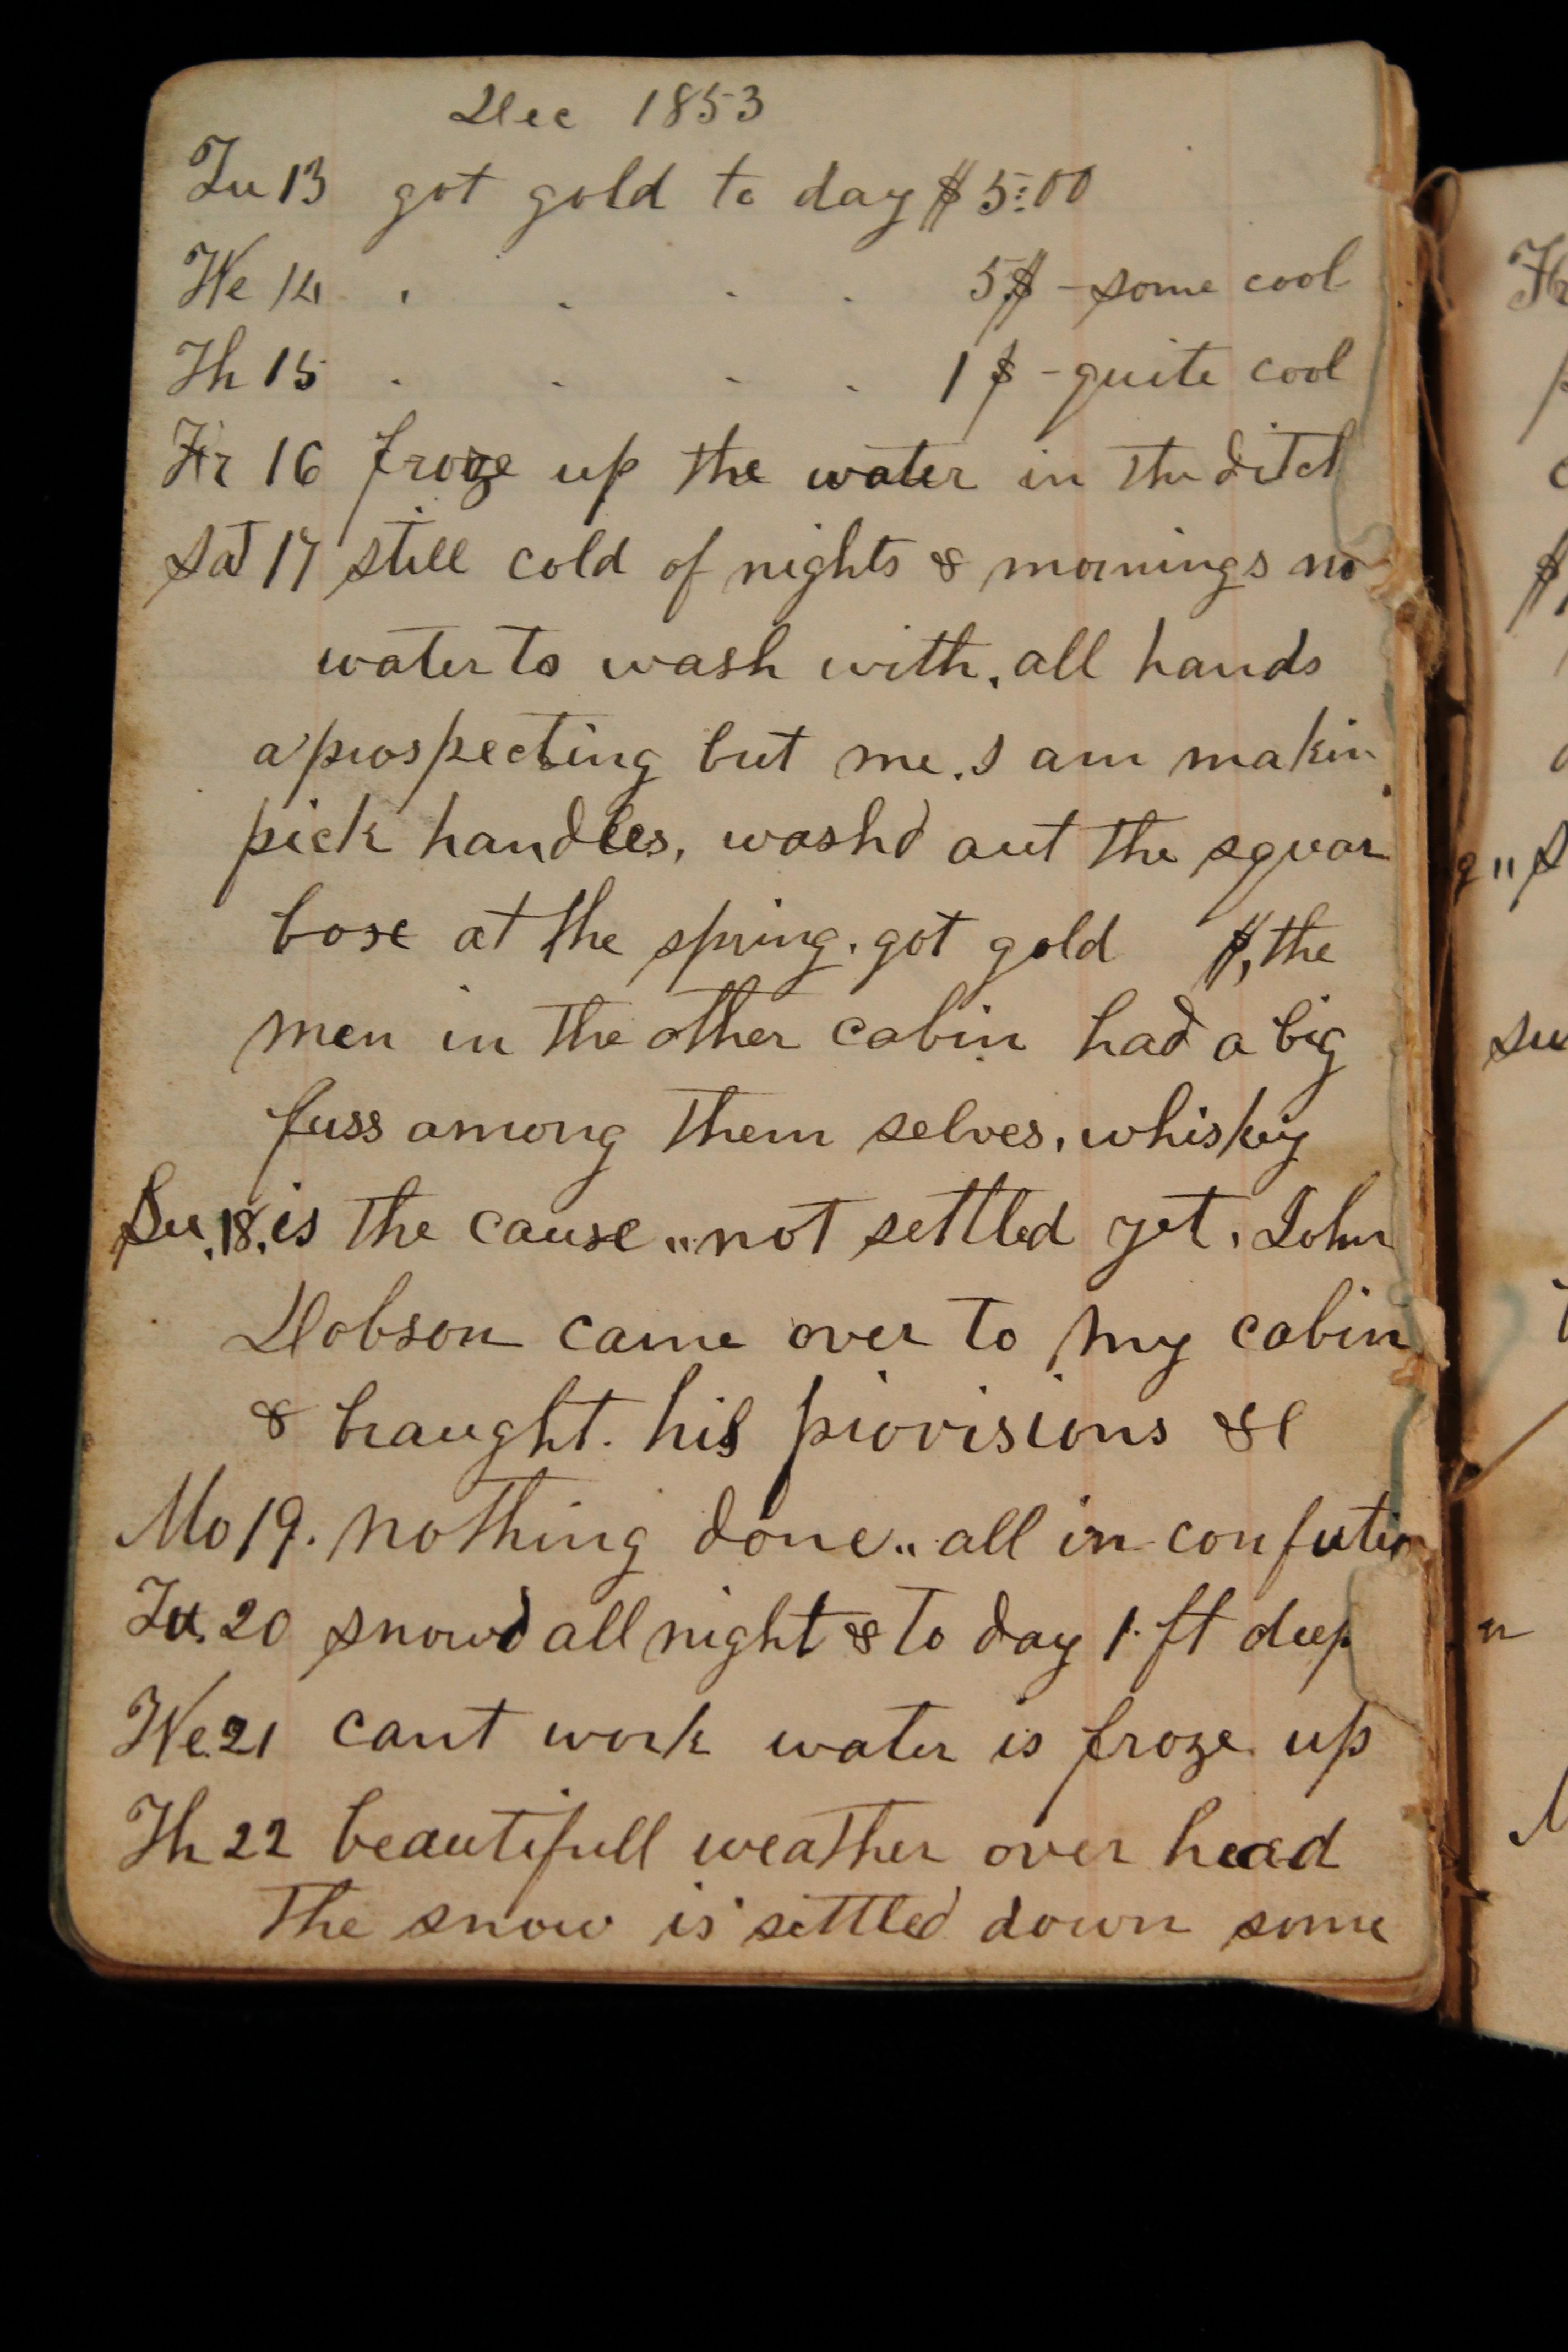 Dec 1853
Tu 13 got gold to day $ 5:00
We 14 . . . . 5$ - some cool
Th 15 . . . . 1 $ - quite cool
Fr 16 froze up the water in the ditch
Sat 17 still cold of nights & mornings no
water to wash with. all hands
a prospecting but me. I am makin
pick handles, washd out the squar
bose at the spring. got gold $, the
men in the other cabin had a big
fuss among them selves. whisky
Su. 18. is the cause „ not settled yet. John
Dobson came over to my cabin
& braught. his provisions &c
Mo 19. nothing done„ all in confution
Tu. 20 snowd all night & to day 1 ft deep
We. 21 cant work water is froze up
Th 22 beautifull weather over head
the snow is settled down some